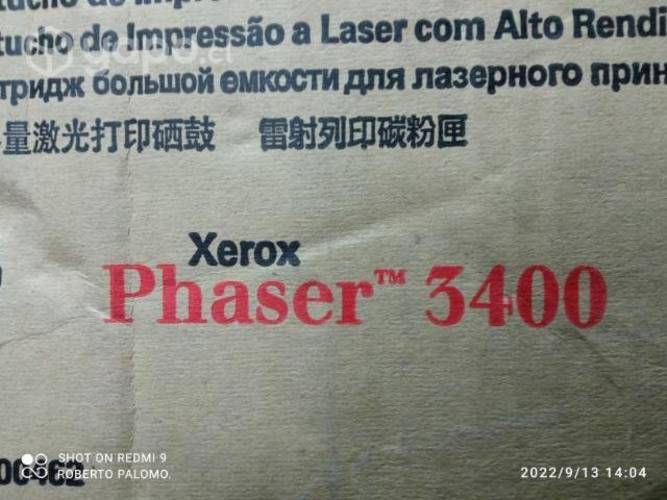 tucho de Impressão a Laser com Alto Rendi
тридж большой емкости для лазерного прин
量激光打印硒鼓 雷射列印碳粉匣
Xerox
Phaser™ 3400
00462
SHOT ON REDMI 9
ROBERTO PALOMO.
2022/9/13 14:04